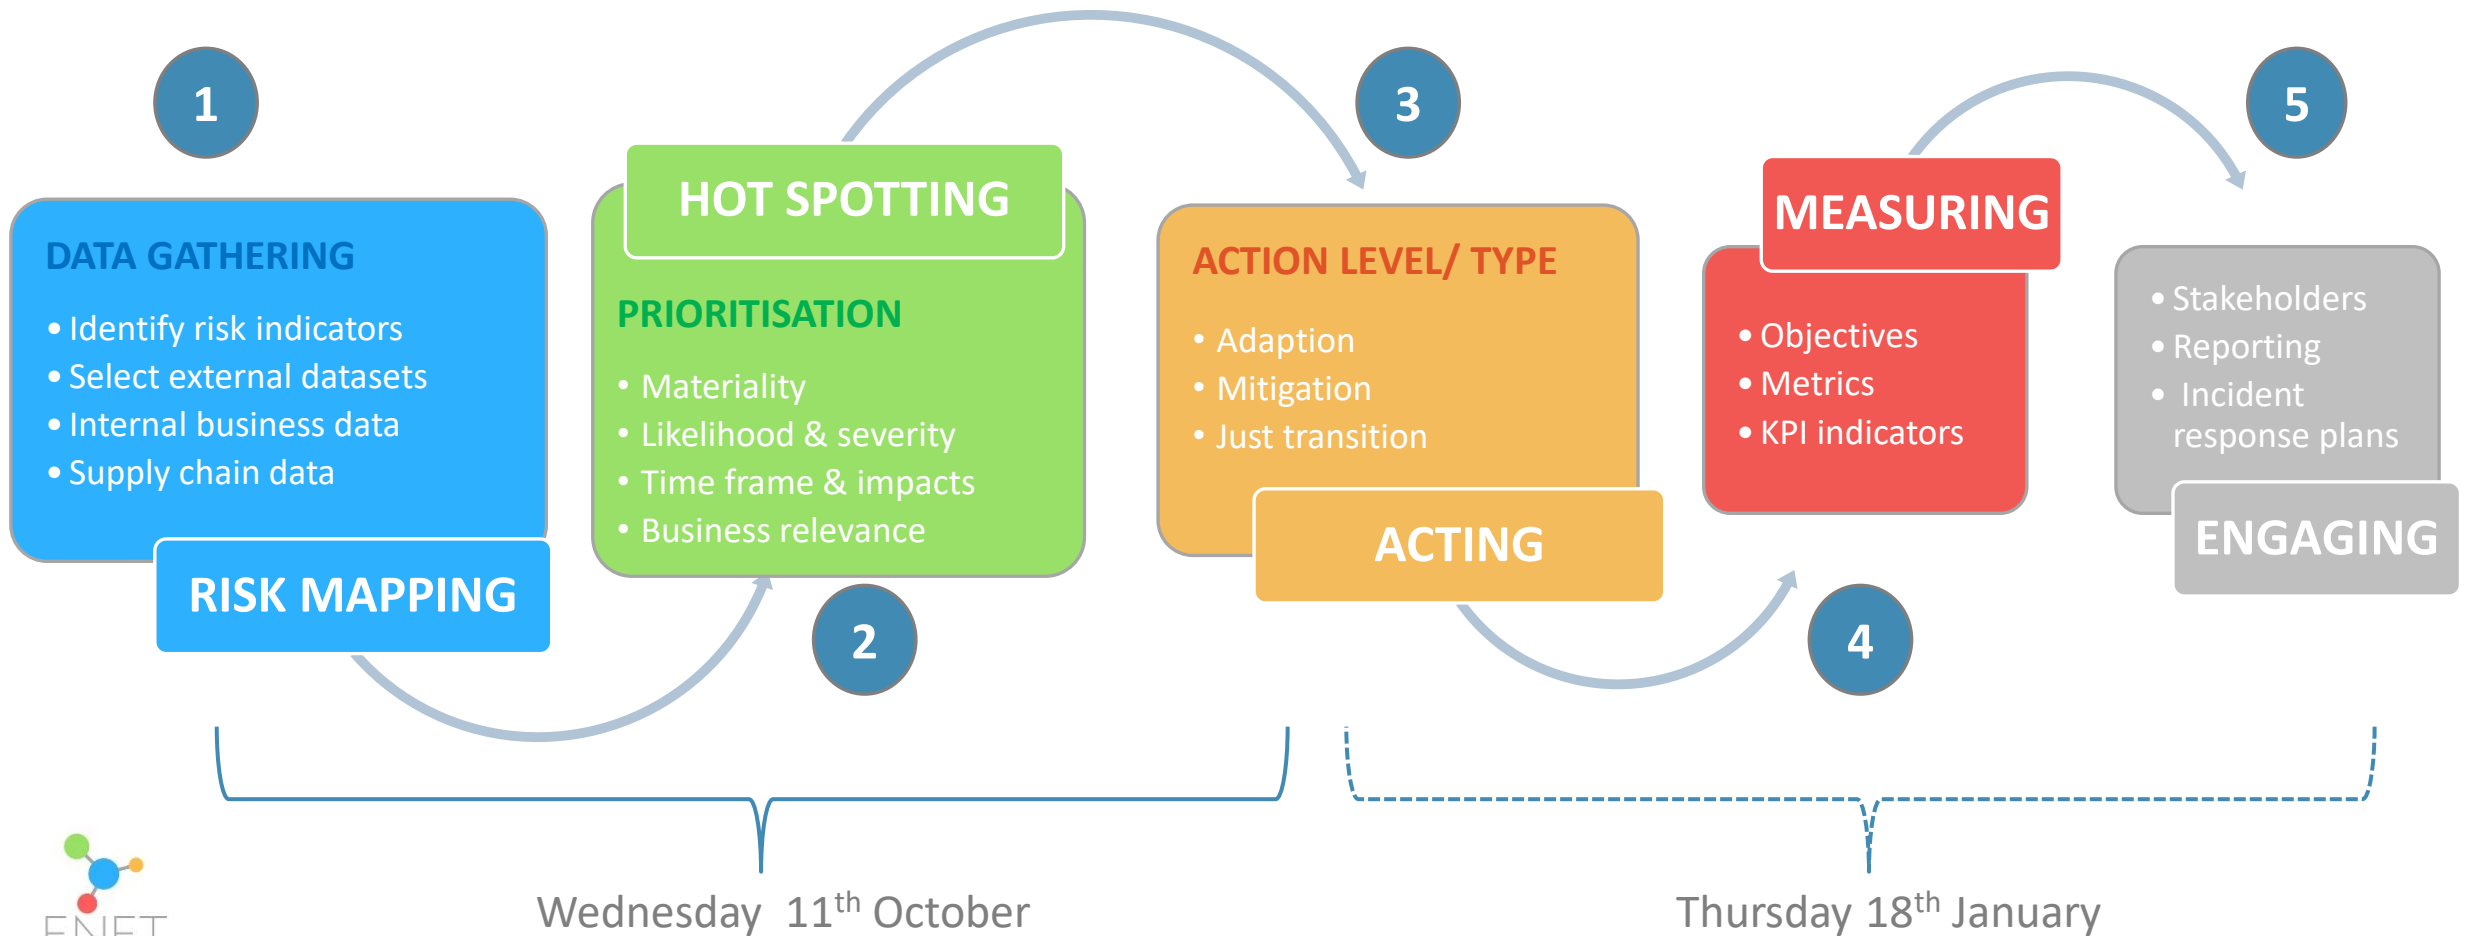 1
DATA GATHERING
• Identify risk indicators
• Select external datasets
• Internal business data
• Supply chain data
RISK MAPPING
HOT SPOTTING
PRIORITISATION
• Materiality
• Likelihood & severity
• Time frame & impacts
• Business relevance
2
3
ACTION LEVEL/ TYPE
• Adaption
• Mitigation
• Just transition
ACTING
MEASURING
• Objectives
• Metrics
• KPI indicators
4
5
• Stakeholders
• Reporting
• Incident
response plans
ENGAGING
Wednesday 11th October
Thursday 18th January
ENET